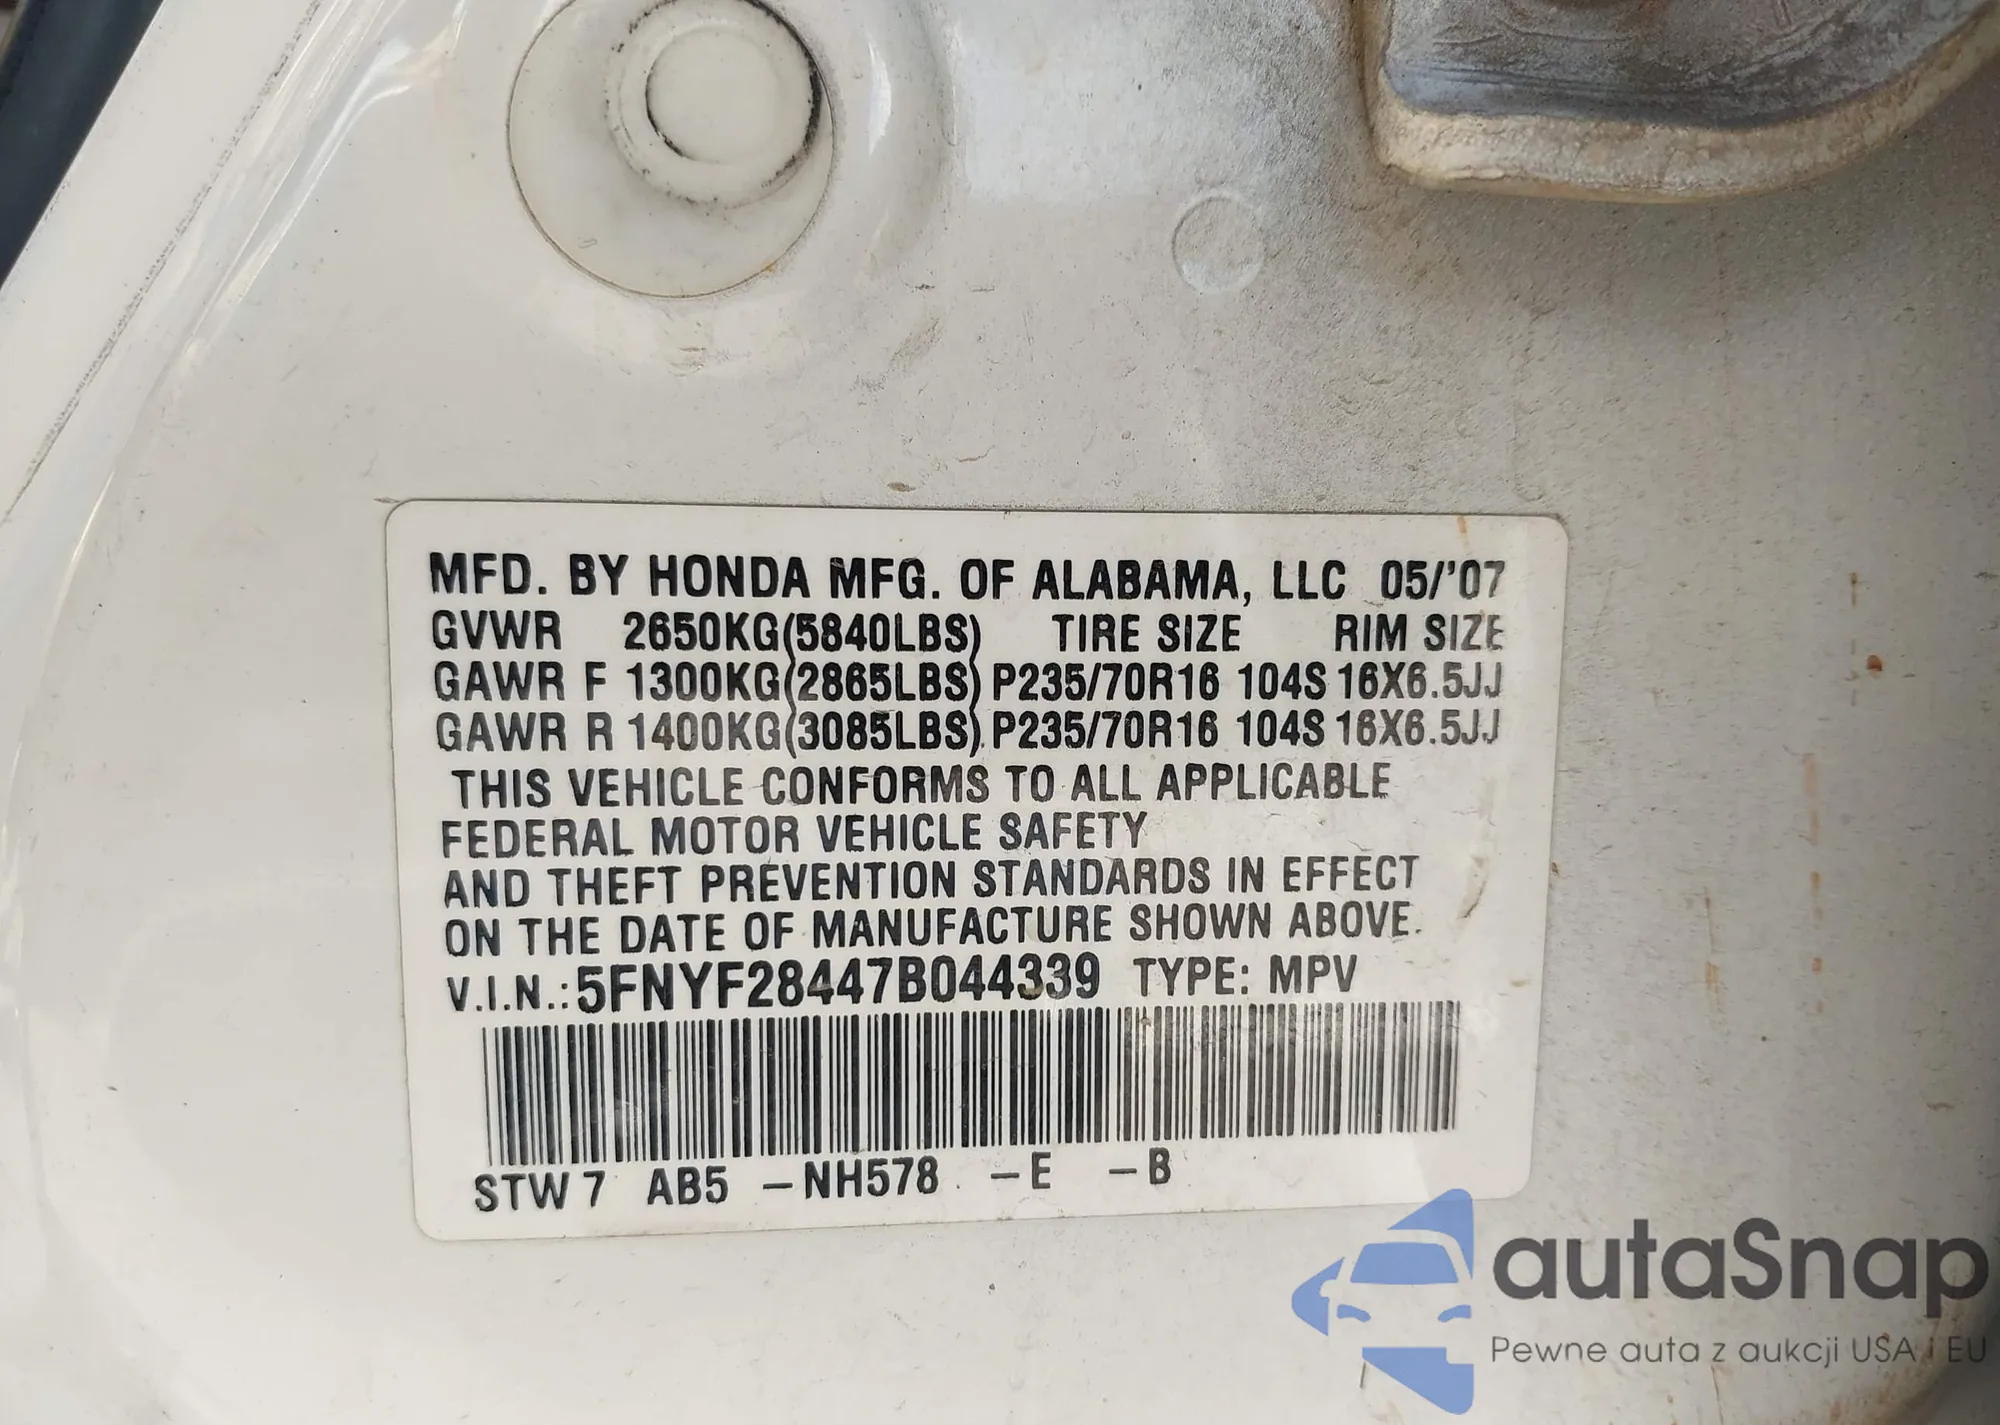 MFD. BY HONDA MFG. OF ALABAMA, LLC 05/'07
GVWR 2650KG(5840LBS) TIRE SIZE RIM SIZE
GAWR F 1300KG(2865LBS) P235/70R16 104S 16X6.5JJ
GAWR R 1400KG(3085LBS) P235/70R16 104S 16X6.5JJ
THIS VEHICLE CONFORMS TO ALL APPLICABLE
FEDERAL MOTOR VEHICLE SAFETY
AND THEFT PREVENTION STANDARDS IN EFFECT
ON THE DATE OF MANUFACTURE SHOWN ABOVE.
V.I.N.:5FNYF28447B044339 TYPE: MPV
STW7 AB5 –NH578 –E –B
autaSnap
Pewne auta z aukcji USA i EU